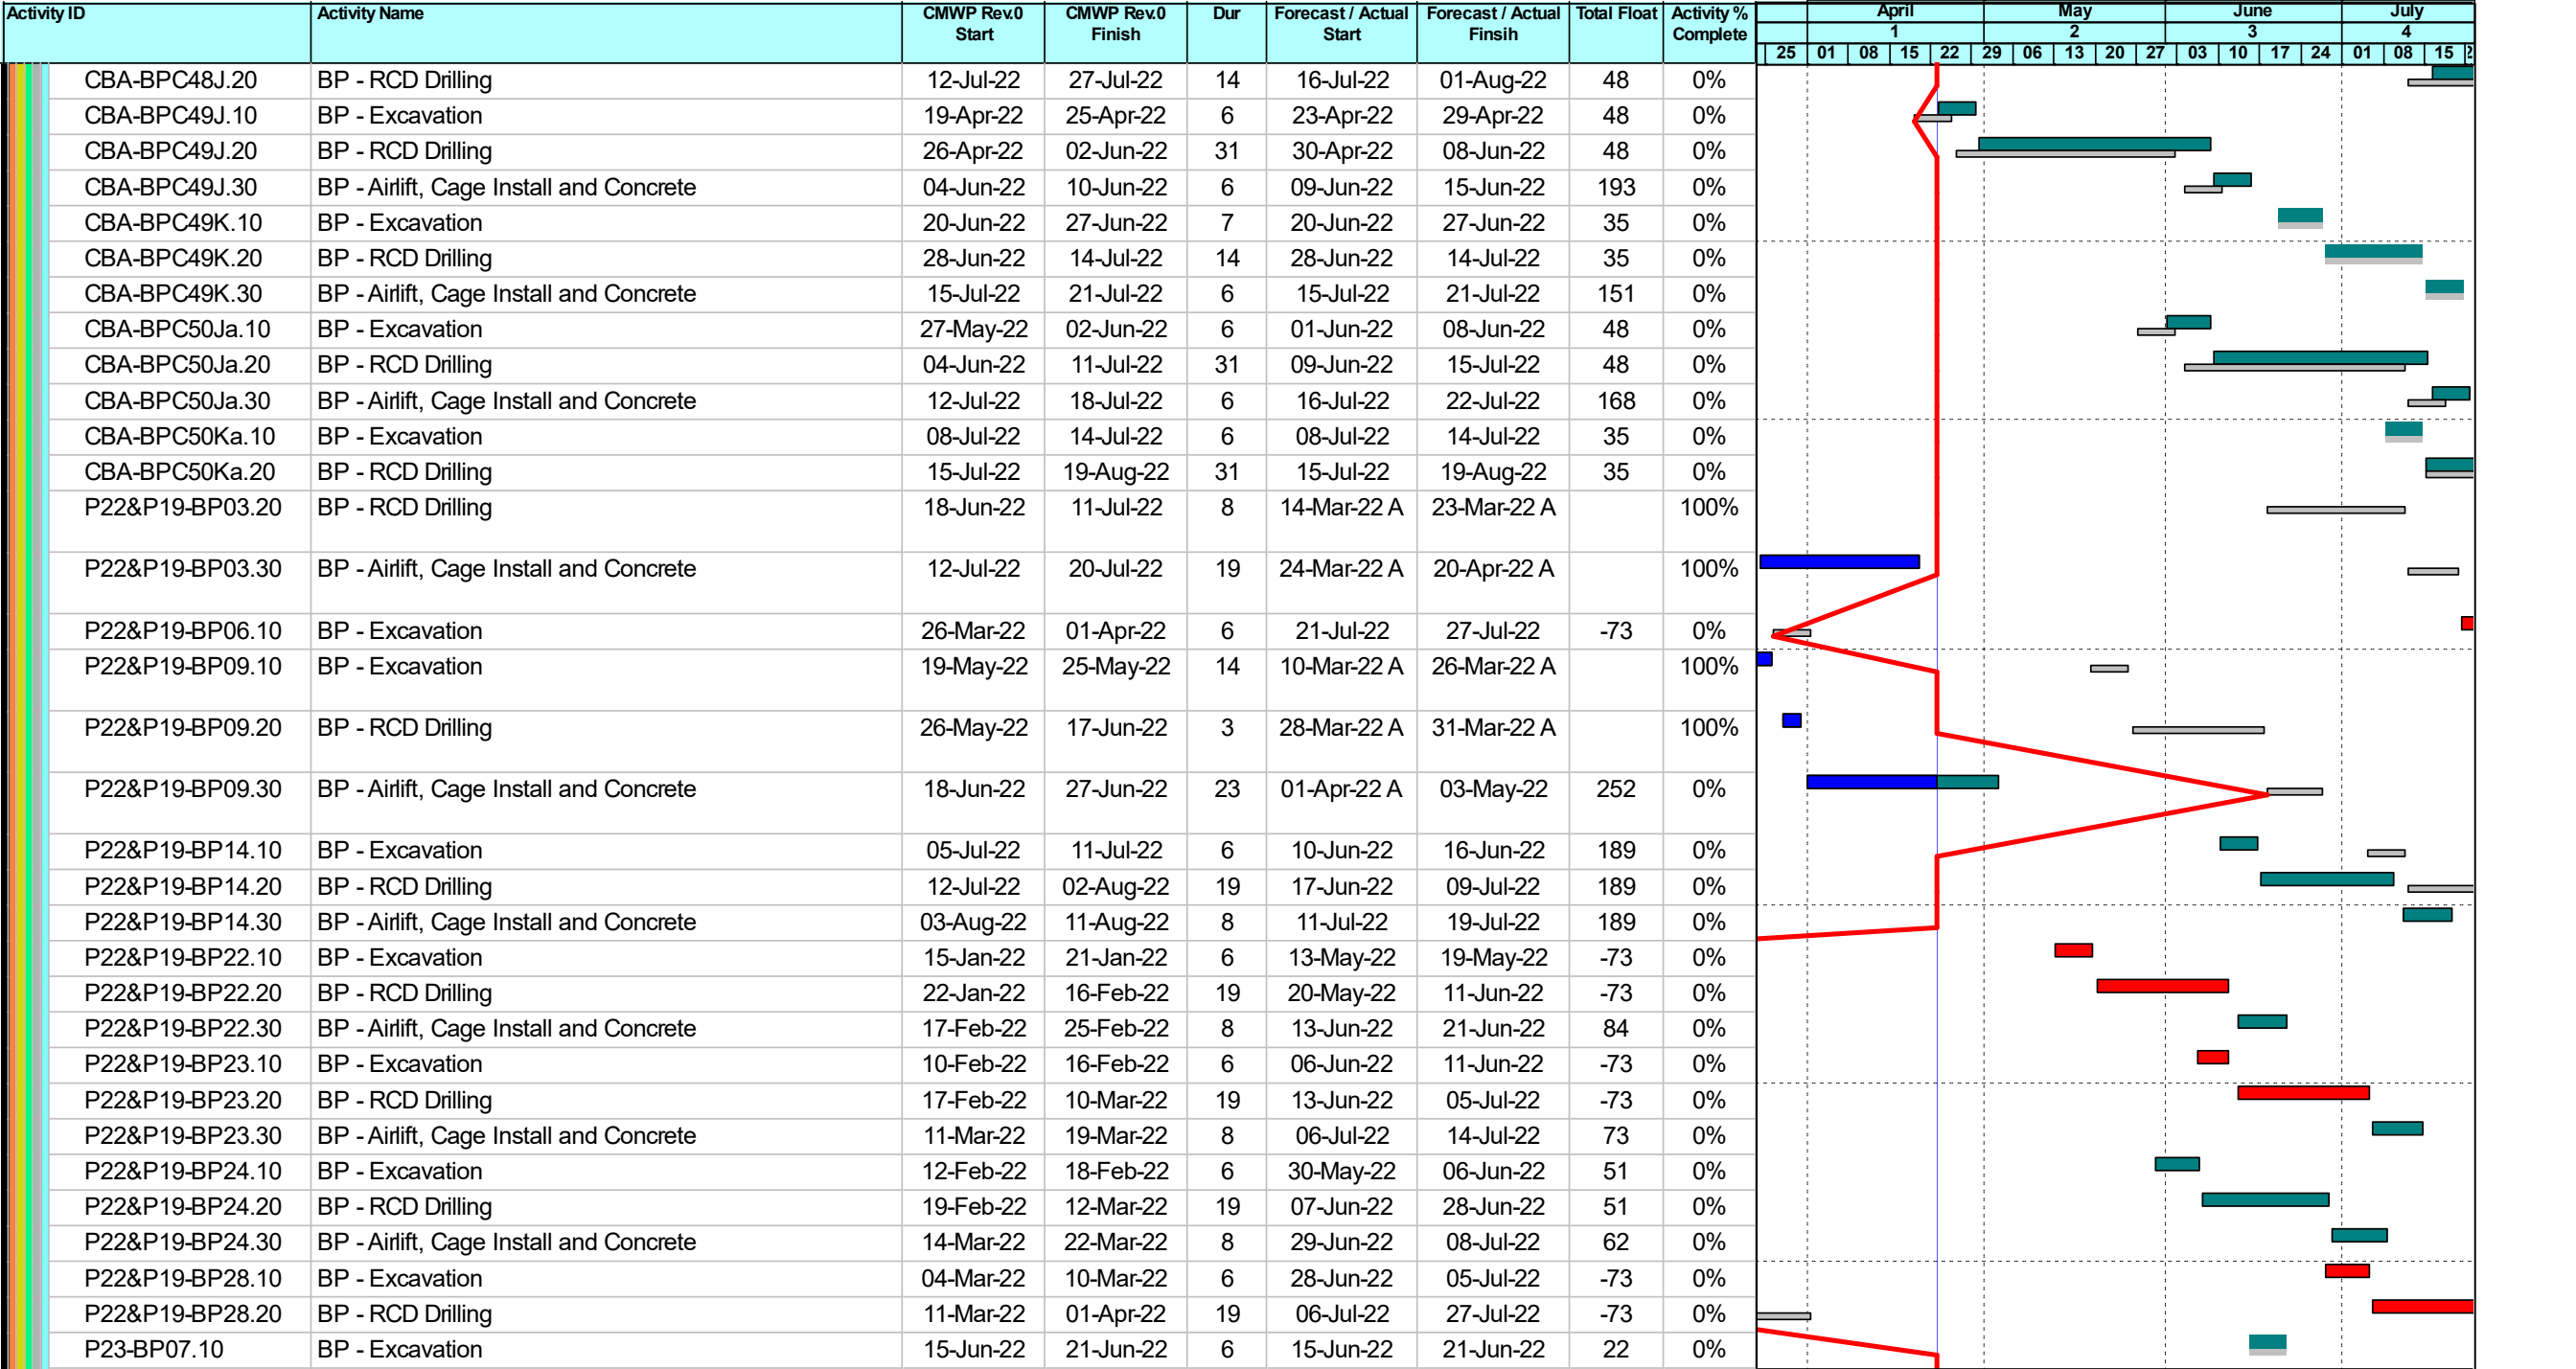 Activity ID Activity Name CMWP Rev.0 CMWP Rev.0 Dur Forecast / Actual Forecast / Actual Total Float Activity % April May June July
Start Finish Start Finsih Complete 1 2 3 4
25 01 08 15 22 29 06 13 20 27 03 10 17 24 01 08 15
CBA-BPC48J.20 BP - RCD Drilling 12-Jul-22 27-Jul-22 14 16-Jul-22 01-Aug-22 48 0%
CBA-BPC49J.10 BP - Excavation 19-Apr-22 25-Apr-22 6 23-Apr-22 29-Apr-22 48 0%
CBA-BPC49J.20 BP - RCD Drilling 26-Apr-22 02-Jun-22 31 30-Apr-22 08-Jun-22 48 0%
CBA-BPC49J.30 BP - Airlift, Cage Install and Concrete 04-Jun-22 10-Jun-22 6 09-Jun-22 15-Jun-22 193 0%
CBA-BPC49K.10 BP - Excavation 20-Jun-22 27-Jun-22 7 20-Jun-22 27-Jun-22 35 0%
CBA-BPC49K.20 BP - RCD Drilling 28-Jun-22 14-Jul-22 14 28-Jun-22 14-Jul-22 35 0%
CBA-BPC49K.30 BP - Airlift, Cage Install and Concrete 15-Jul-22 21-Jul-22 6 15-Jul-22 21-Jul-22 151 0%
CBA-BPC50Ja.10 BP - Excavation 27-May-22 02-Jun-22 6 01-Jun-22 08-Jun-22 48 0%
CBA-BPC50Ja.20 BP - RCD Drilling 04-Jun-22 11-Jul-22 31 09-Jun-22 15-Jul-22 48 0%
CBA-BPC50Ja.30 BP - Airlift, Cage Install and Concrete 12-Jul-22 18-Jul-22 6 16-Jul-22 22-Jul-22 168 0%
CBA-BPC50Ka.10 BP - Excavation 08-Jul-22 14-Jul-22 6 08-Jul-22 14-Jul-22 35 0%
CBA-BPC50Ka.20 BP - RCD Drilling 15-Jul-22 19-Aug-22 31 15-Jul-22 19-Aug-22 35 0%
P22&P19-BP03.20 BP - RCD Drilling 18-Jun-22 11-Jul-22 8 14-Mar-22 A 23-Mar-22 A 100%
P22&P19-BP03.30 BP - Airlift, Cage Install and Concrete 12-Jul-22 20-Jul-22 19 24-Mar-22 A 20-Apr-22 A 100%
P22&P19-BP06.10 BP - Excavation 26-Mar-22 01-Apr-22 6 21-Jul-22 27-Jul-22 -73 0%
P22&P19-BP09.10 BP - Excavation 19-May-22 25-May-22 14 10-Mar-22 A 26-Mar-22 A 100%
P22&P19-BP09.20 BP - RCD Drilling 26-May-22 17-Jun-22 3 28-Mar-22 A 31-Mar-22 A 100%
P22&P19-BP09.30 BP - Airlift, Cage Install and Concrete 18-Jun-22 27-Jun-22 23 01-Apr-22 A 03-May-22 252 0%
P22&P19-BP14.10 BP - Excavation 05-Jul-22 11-Jul-22 6 10-Jun-22 16-Jun-22 189 0%
P22&P19-BP14.20 BP - RCD Drilling 12-Jul-22 02-Aug-22 19 17-Jun-22 09-Jul-22 189 0%
P22&P19-BP14.30 BP - Airlift, Cage Install and Concrete 03-Aug-22 11-Aug-22 8 11-Jul-22 19-Jul-22 189 0%
P22&P19-BP22.10 BP - Excavation 15-Jan-22 21-Jan-22 6 13-May-22 19-May-22 -73 0%
P22&P19-BP22.20 BP - RCD Drilling 22-Jan-22 16-Feb-22 19 20-May-22 11-Jun-22 -73 0%
P22&P19-BP22.30 BP - Airlift, Cage Install and Concrete 17-Feb-22 25-Feb-22 8 13-Jun-22 21-Jun-22 84 0%
P22&P19-BP23.10 BP - Excavation 10-Feb-22 16-Feb-22 6 06-Jun-22 11-Jun-22 -73 0%
P22&P19-BP23.20 BP - RCD Drilling 17-Feb-22 10-Mar-22 19 13-Jun-22 05-Jul-22 -73 0%
P22&P19-BP23.30 BP - Airlift, Cage Install and Concrete 11-Mar-22 19-Mar-22 8 06-Jul-22 14-Jul-22 73 0%
P22&P19-BP24.10 BP - Excavation 12-Feb-22 18-Feb-22 6 30-May-22 06-Jun-22 51 0%
P22&P19-BP24.20 BP - RCD Drilling 19-Feb-22 12-Mar-22 19 07-Jun-22 28-Jun-22 51 0%
P22&P19-BP24.30 BP - Airlift, Cage Install and Concrete 14-Mar-22 22-Mar-22 8 29-Jun-22 08-Jul-22 62 0%
P22&P19-BP28.10 BP - Excavation 04-Mar-22 10-Mar-22 6 28-Jun-22 05-Jul-22 -73 0%
P22&P19-BP28.20 BP - RCD Drilling 11-Mar-22 01-Apr-22 19 06-Jul-22 27-Jul-22 -73 0%
P23-BP07.10 BP - Excavation 15-Jun-22 21-Jun-22 6 15-Jun-22 21-Jun-22 22 0%